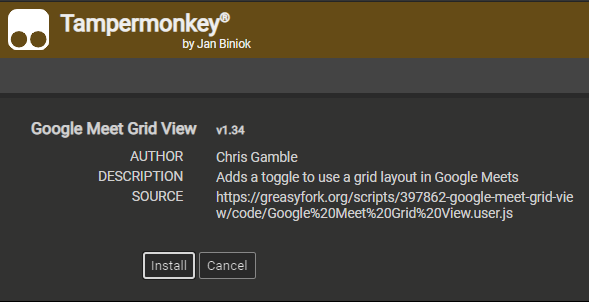 Tampermonkey®
by Jan Biniok
Google Meet Grid View v1.34
AUTHOR Chris Gamble
DESCRIPTION Adds a toggle to use a grid layout in Google Meets
SOURCE https://greasyfork.org/scripts/397862-google-meet-grid-vie
w/code/Google%20Meet%20Grid%20View.user.js
Install Cancel